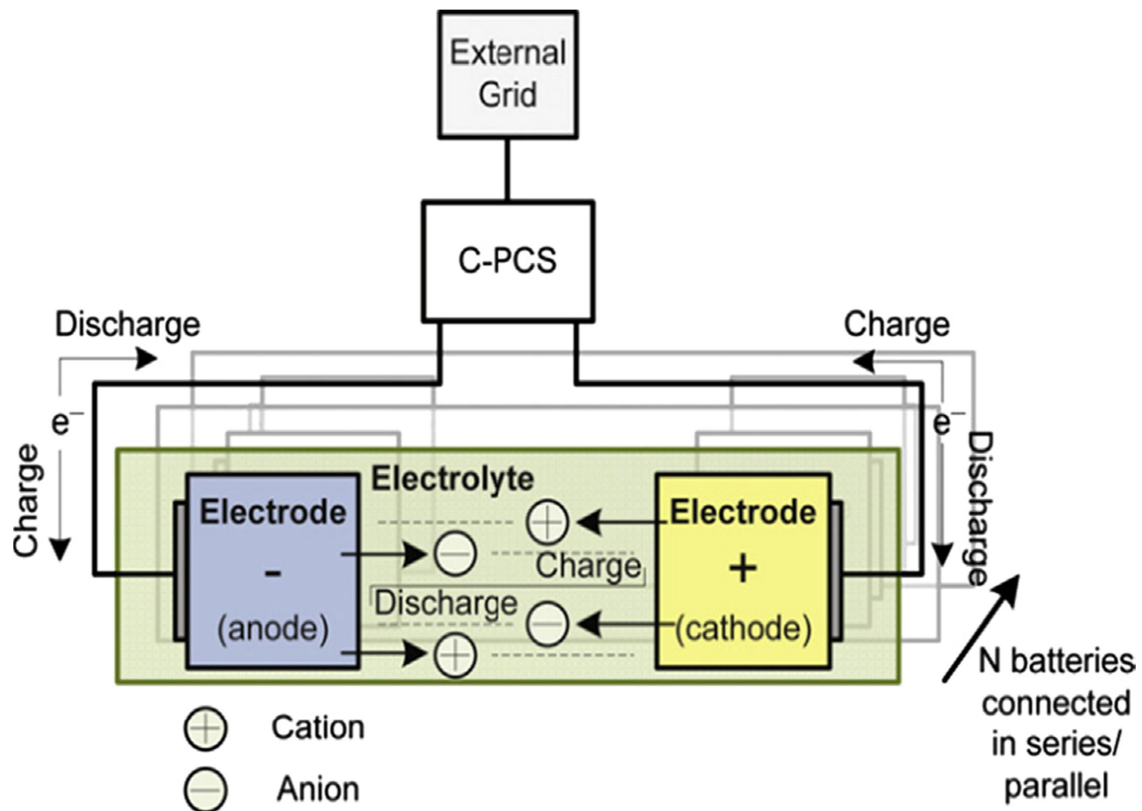 External
Grid
C-PCS
Discharge
Charge
e−
e−
Charge
Discharge
Electrolyte
Electrode
-
(anode)
Electrode
+
(cathode)
+
−
Charge
Discharge
−
+
N batteries
connected
in series/
parallel
+
Cation
−
Anion